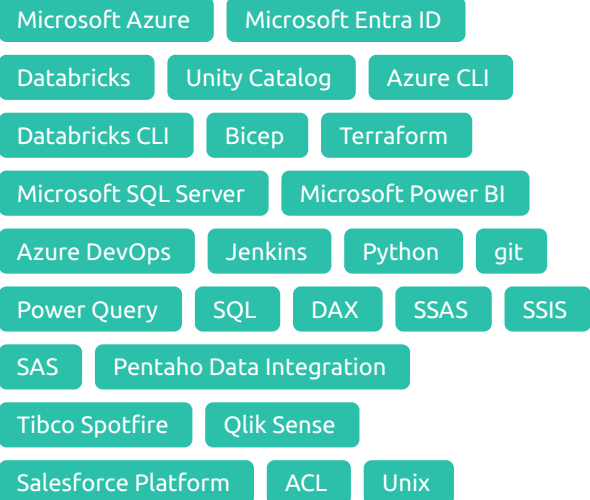 Microsoft Azure Microsoft Entra ID
Databricks Unity Catalog Azure CLI
Databricks CLI Bicep Terraform
Microsoft SQL Server Microsoft Power BI
Azure DevOps Jenkins Python git
Power Query SQL DAX SSAS SSIS
SAS Pentaho Data Integration
Tibco Spotfire Qlik Sense
Salesforce Platform ACL Unix